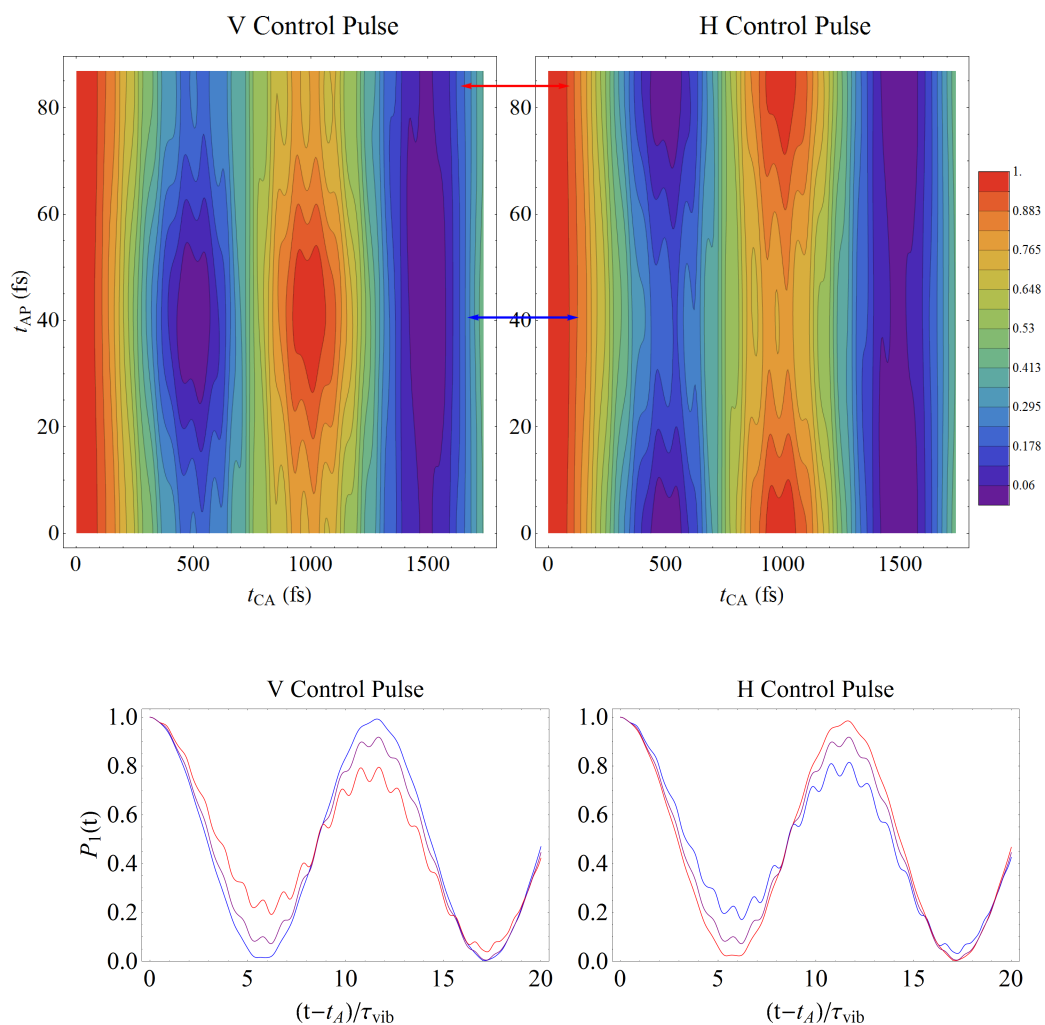 V Control Pulse
H Control Pulse
t_AP (fs)
80
60
40
20
0
80
60
40
20
0
0 500 1000 1500
0 500 1000 1500
t_CA (fs)
t_CA (fs)
1.
0.883
0.765
0.648
0.53
0.413
0.295
0.178
0.06
V Control Pulse
H Control Pulse
P_1(t)
1.0
0.8
0.6
0.4
0.2
0.0
1.0
0.8
0.6
0.4
0.2
0.0
0 5 10 15 20
0 5 10 15 20
(t−t_A)/τ_vib
(t−t_A)/τ_vib